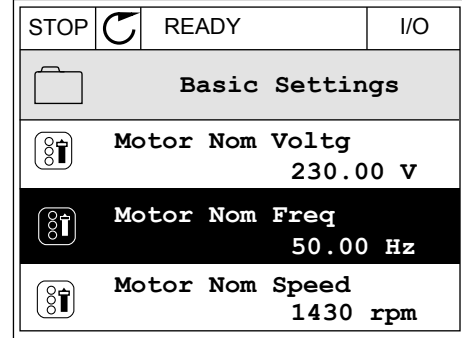 STOP READY I/O
Basic Settings
Motor Nom Voltg
230.00 V
Motor Nom Freq
50.00 Hz
Motor Nom Speed
1430 rpm